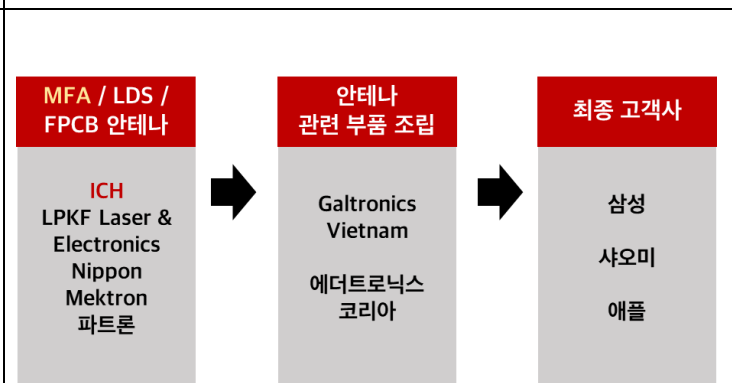 MFA / LDS /
FPCB 안테나
ICH
LPKF Laser &
Electronics
Nippon
Mektron
파트론
안테나
관련 부품 조립
Galtronics
Vietnam
에더트로닉스
코리아
최종 고객사
삼성
샤오미
애플